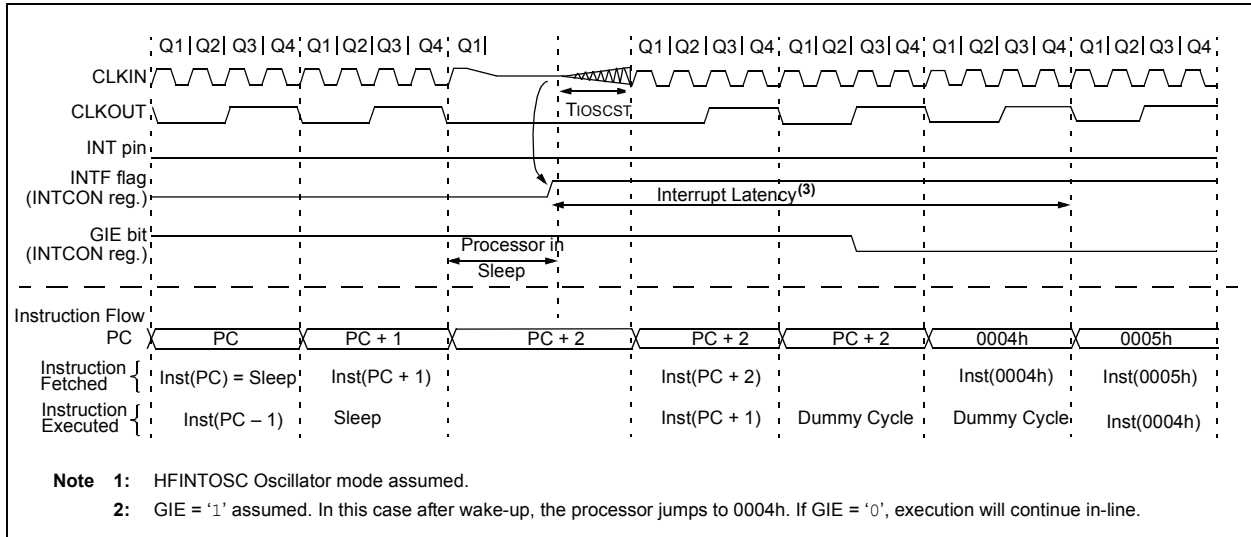 Q1 Q2 Q3 Q4 Q1 Q2 Q3 Q4 Q1 Q1 Q2 Q3 Q4 Q1 Q2 Q3 Q4 Q1 Q2 Q3 Q4 Q1 Q2 Q3 Q4
CLKIN
CLKOUT TIOSCST
INT pin
INTF flag
(INTCON reg.) Interrupt Latency(3)
GIE bit
(INTCON reg.) Processor in
Sleep
Instruction Flow
PC PC PC + 1 PC + 2 PC + 2 PC + 2 0004h 0005h
Instruction
Fetched { Inst(PC) = Sleep Inst(PC + 1) Inst(PC + 2) Inst(0004h) Inst(0005h)
Instruction
Executed { Inst(PC – 1) Sleep Inst(PC + 1) Dummy Cycle Dummy Cycle Inst(0004h)
Note 1: HFINTOSC Oscillator mode assumed.
2: GIE = ‘1’ assumed. In this case after wake-up, the processor jumps to 0004h. If GIE = ‘0’, execution will continue in-line.